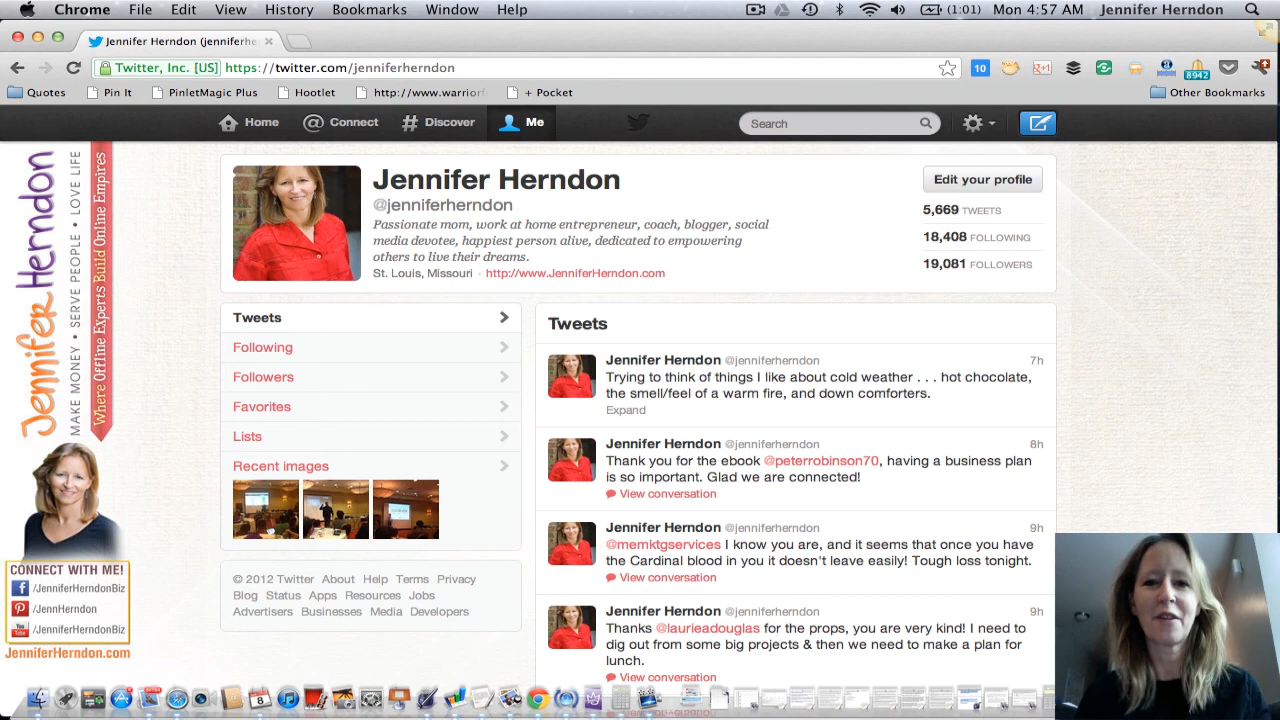 Chrome File Edit View History Bookmarks Window Help (1:01) Mon 4:57 AM Jennifer Herndon
Jennifer Herndon (jenniferhe
Twitter, Inc. [US] https://twitter.com/jenniferherndon 10 8942
Quotes Pin It PinletMagic Plus Hootlet http://www.warriorf + Pocket Other Bookmarks
Home @ Connect # Discover Me Search
Jennifer Herndon
MAKE MONEY • SERVE PEOPLE • LOVE LIFE
Where Offline Experts Build Online Empires
CONNECT WITH ME!
/JenniferHerndonBiz
/JennHerndon
You Tube /JenniferHerndonBiz
JenniferHerndon.com
Jennifer Herndon
@jenniferherndon
Passionate mom, work at home entrepreneur, coach, blogger, social
media devotee, happiest person alive, dedicated to empowering
others to live their dreams.
St. Louis, Missouri · http://www.JenniferHerndon.com
Edit your profile
5,669 TWEETS
18,408 FOLLOWING
19,081 FOLLOWERS
Tweets
Following
Followers
Favorites
Lists
Recent images
© 2012 Twitter About Help Terms Privacy
Blog Status Apps Resources Jobs
Advertisers Businesses Media Developers
Tweets
Jennifer Herndon @jenniferherndon 7h
Trying to think of things I like about cold weather . . . hot chocolate,
the smell/feel of a warm fire, and down comforters.
Expand
Jennifer Herndon @jenniferherndon 8h
Thank you for the ebook @peterrobinson70, having a business plan
is so important. Glad we are connected!
View conversation
Jennifer Herndon @jenniferherndon 9h
@memktgservices I know you are, and it seems that once you have
the Cardinal blood in you it doesn't leave easily! Tough loss tonight.
View conversation
Jennifer Herndon @jenniferherndon 9h
Thanks @laurieadouglas for the props, you are very kind! I need to
dig out from some big projects & then we need to make a plan for
lunch.
View conversation